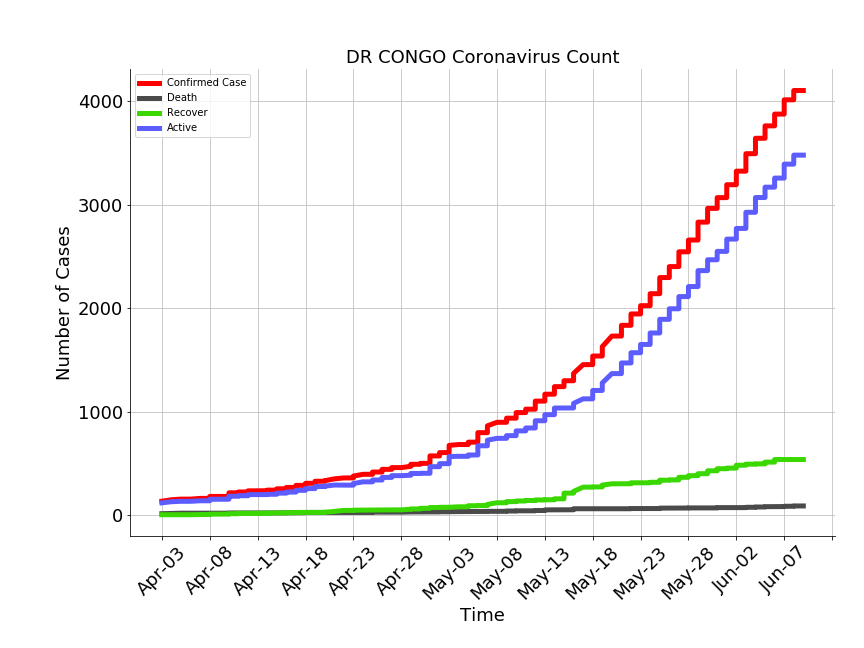 DR CONGO Coronavirus Count
Confirmed Case
Death
Recover
Active
4000
3000
2000
1000
0
Number of Cases
Apr-03
Apr-08
Apr-13
Apr-18
Apr-23
Apr-28
May-03
May-08
May-13
May-18
May-23
May-28
Jun-02
Jun-07
Time